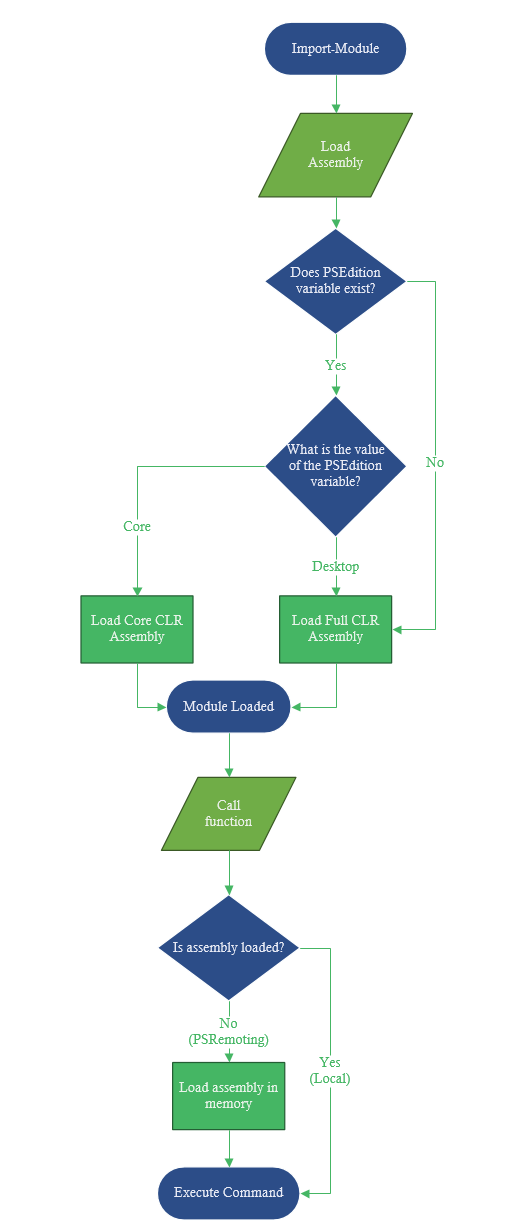 Import-Module
Load
Assembly
Does PSEdition
variable exist?
Yes
What is the value
of the PSEdition
variable?
No
Core
Desktop
Load Core CLR
Assembly
Load Full CLR
Assembly
Module Loaded
Call
function
Is assembly loaded?
No
(PSRemoting)
Yes
(Local)
Load assembly in
memory
Execute Command